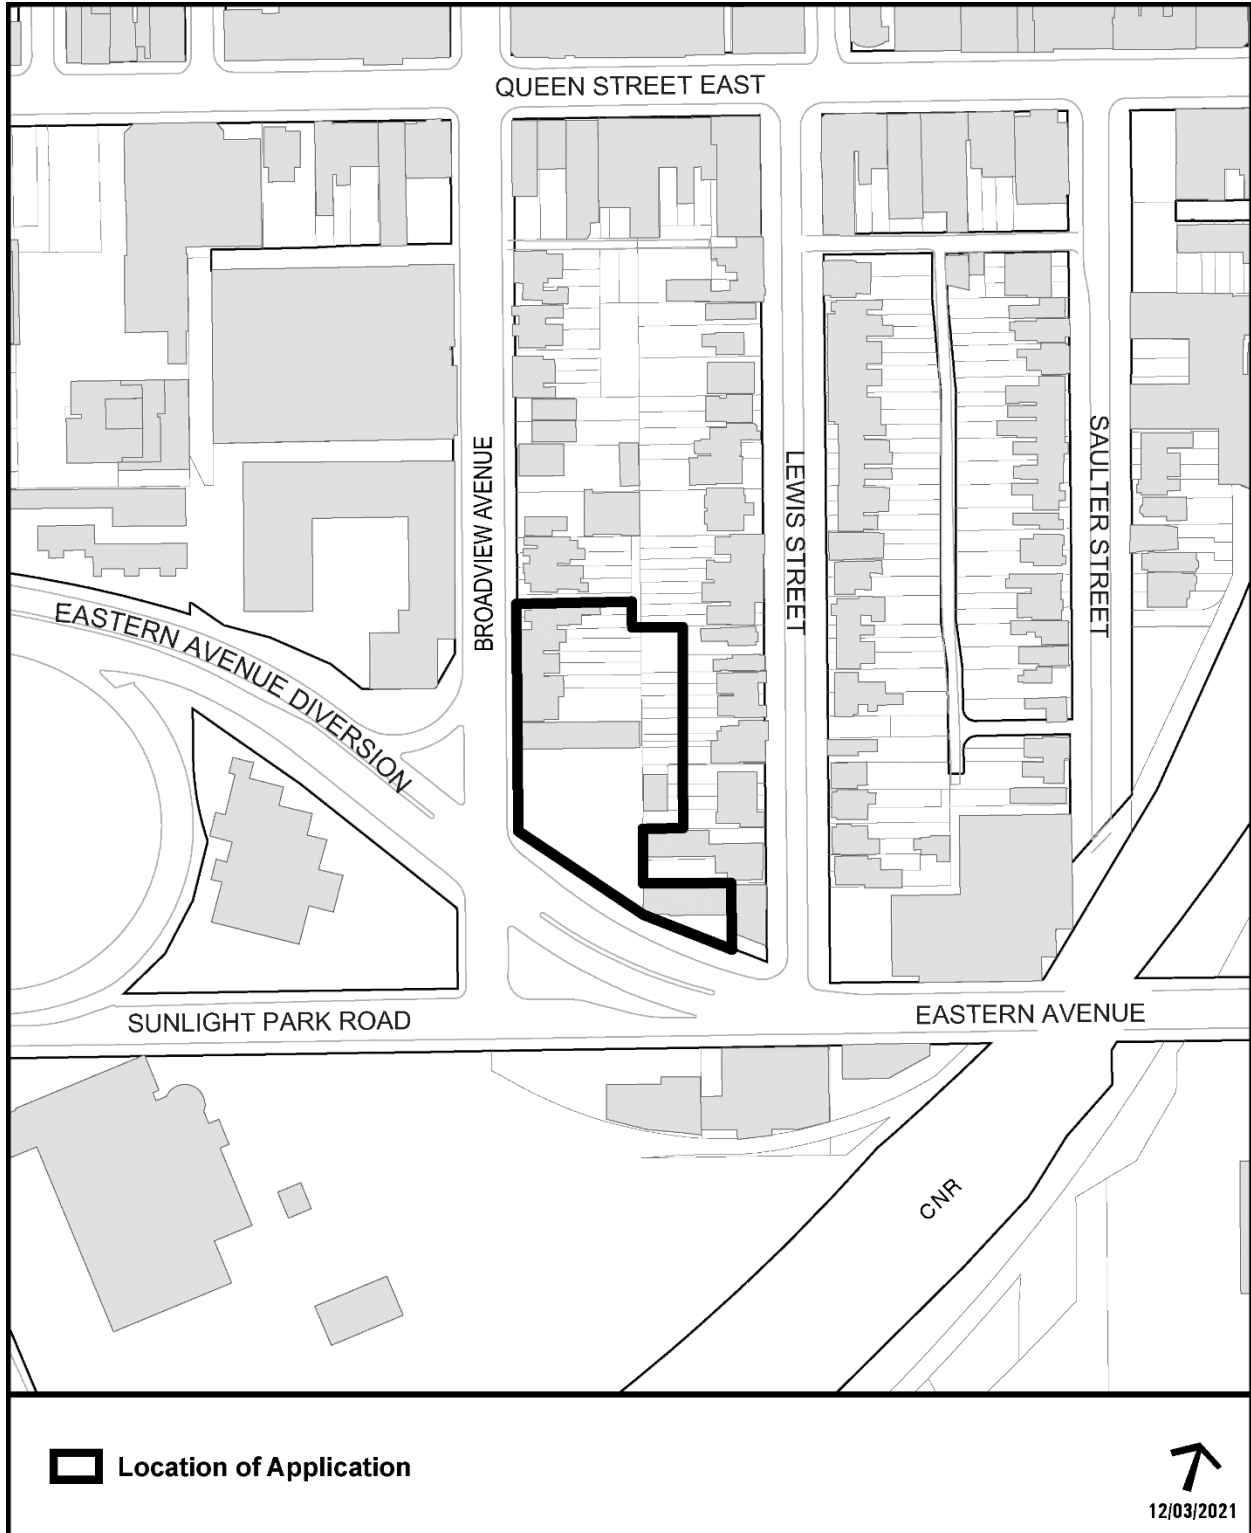 QUEEN STREET EAST
BROADVIEW AVENUE
LEWIS STREET
SAULTER STREET
EASTERN AVENUE DIVERSION
SUNLIGHT PARK ROAD
EASTERN AVENUE
CNR
Location of Application
12/03/2021